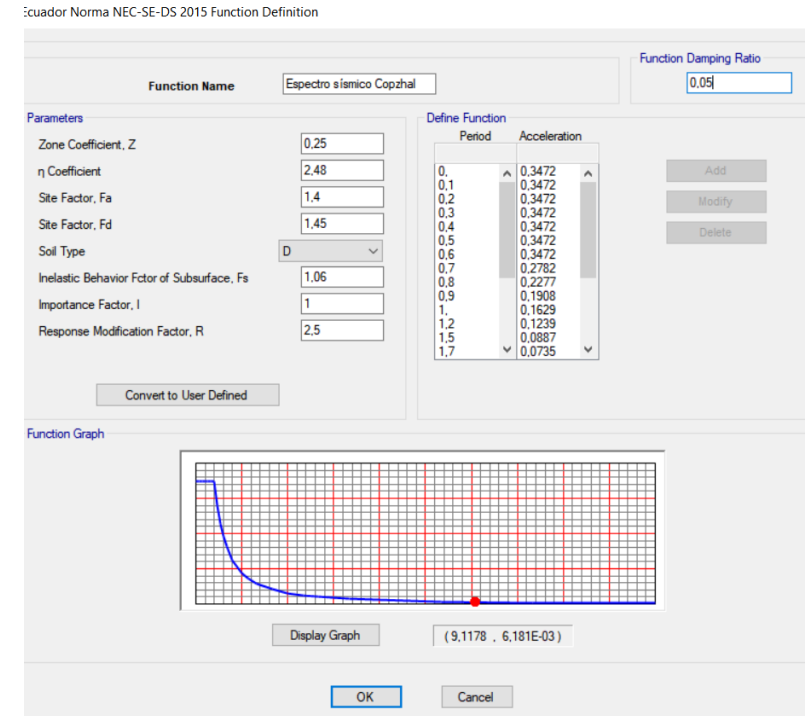 Ecuador Norma NEC-SE-DS 2015 Function Definition
Function Name
Espectro sísmico Copzhal
Function Damping Ratio
0,05
Parameters
Zone Coefficient, Z
0,25
η Coefficient
2,48
Site Factor, Fa
1,4
Site Factor, Fd
1,45
Soil Type
D
Inelastic Behavior Fctor of Subsurface, Fs
1,06
Importance Factor, I
1
Response Modification Factor, R
2,5
Convert to User Defined
Define Function
Period Acceleration
0, 0,3472
0,1 0,3472
0,2 0,3472
0,3 0,3472
0,4 0,3472
0,5 0,3472
0,6 0,3472
0,7 0,2782
0,8 0,2277
0,9 0,1908
1, 0,1629
1,2 0,1239
1,5 0,0887
1,7 0,0735
Add
Modify
Delete
Function Graph
Display Graph
(9,1178 , 6,181E-03)
OK
Cancel